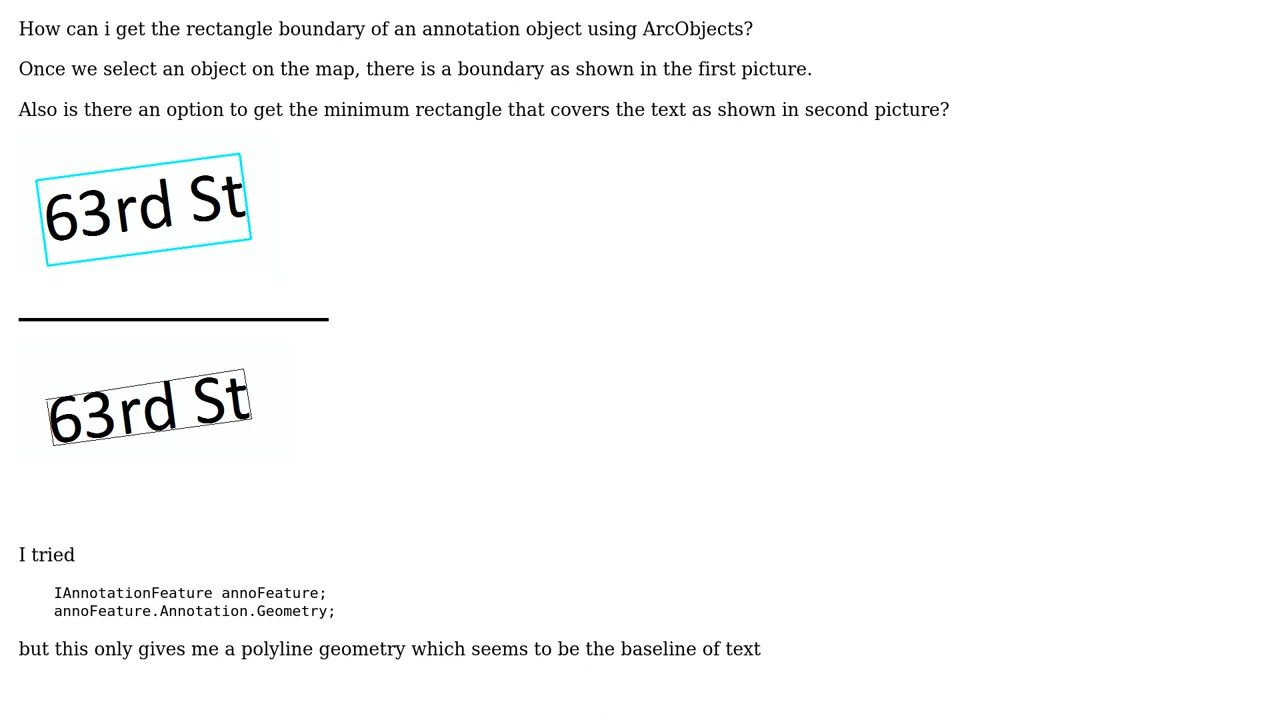 How can i get the rectangle boundary of an annotation object using ArcObjects?
Once we select an object on the map, there is a boundary as shown in the first picture.
Also is there an option to get the minimum rectangle that covers the text as shown in second picture?
63rd St
63rd St
I tried
IAnnotationFeature annoFeature;
annoFeature.Annotation.Geometry;
but this only gives me a polyline geometry which seems to be the baseline of text